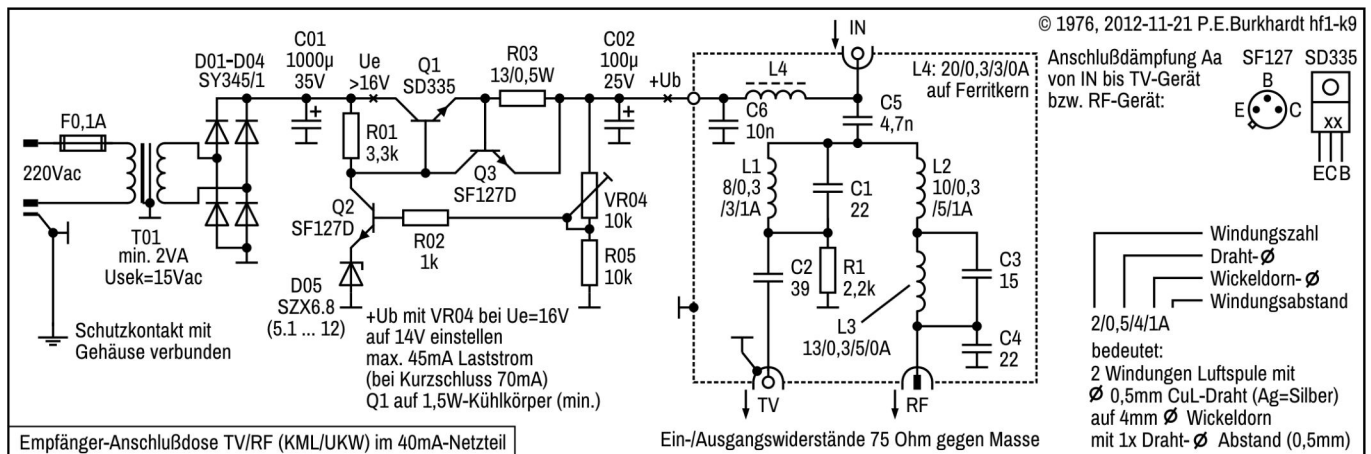 © 1976, 2012-11-21 P.E.Burkhardt hf1-k9
F0,1A
220Vac
T01
min. 2VA
Usek=15Vac
Schutzkontakt mit
Gehäuse verbunden
D01-D04
SY345/1
C01
1000µ
35V
+
Ue
>16V
R01
3,3k
Q1
SD335
R03
13/0,5W
Q3
SF127D
Q2
SF127D
R02
1k
D05
SZX6.8
(5.1 ... 12)
C02
100µ
25V
+
+Ub
VR04
10k
R05
10k
+Ub mit VR04 bei Ue=16V
auf 14V einstellen
max. 45mA Laststrom
(bei Kurzschluss 70mA)
Q1 auf 1,5W-Kühlkörper (min.)
IN
L4
L4: 20/0,3/3/0A
auf Ferritkern
C6
10n
C5
4,7n
L1
8/0,3
/3/1A
C1
22
L2
10/0,3
/5/1A
C2
39
R1
2,2k
C3
15
L3
13/0,3/5/0A
C4
22
TV
RF
Ein-/Ausgangswiderstände 75 Ohm gegen Masse
Anschlußdämpfung Aa
von IN bis TV-Gerät
bzw. RF-Gerät:
SF127
B
E
C
SD335
XX
ECB
Windungszahl
Draht-Ø
Wickeldorn-Ø
Windungsabstand
2/0,5/4/1A
bedeutet:
2 Windungen Luftspule mit
Ø 0,5mm CuL-Draht (Ag=Silber)
auf 4mm Ø Wickeldorn
mit 1x Draht-Ø Abstand (0,5mm)
Empfänger-Anschlußdose TV/RF (KML/UKW) im 40mA-Netzteil